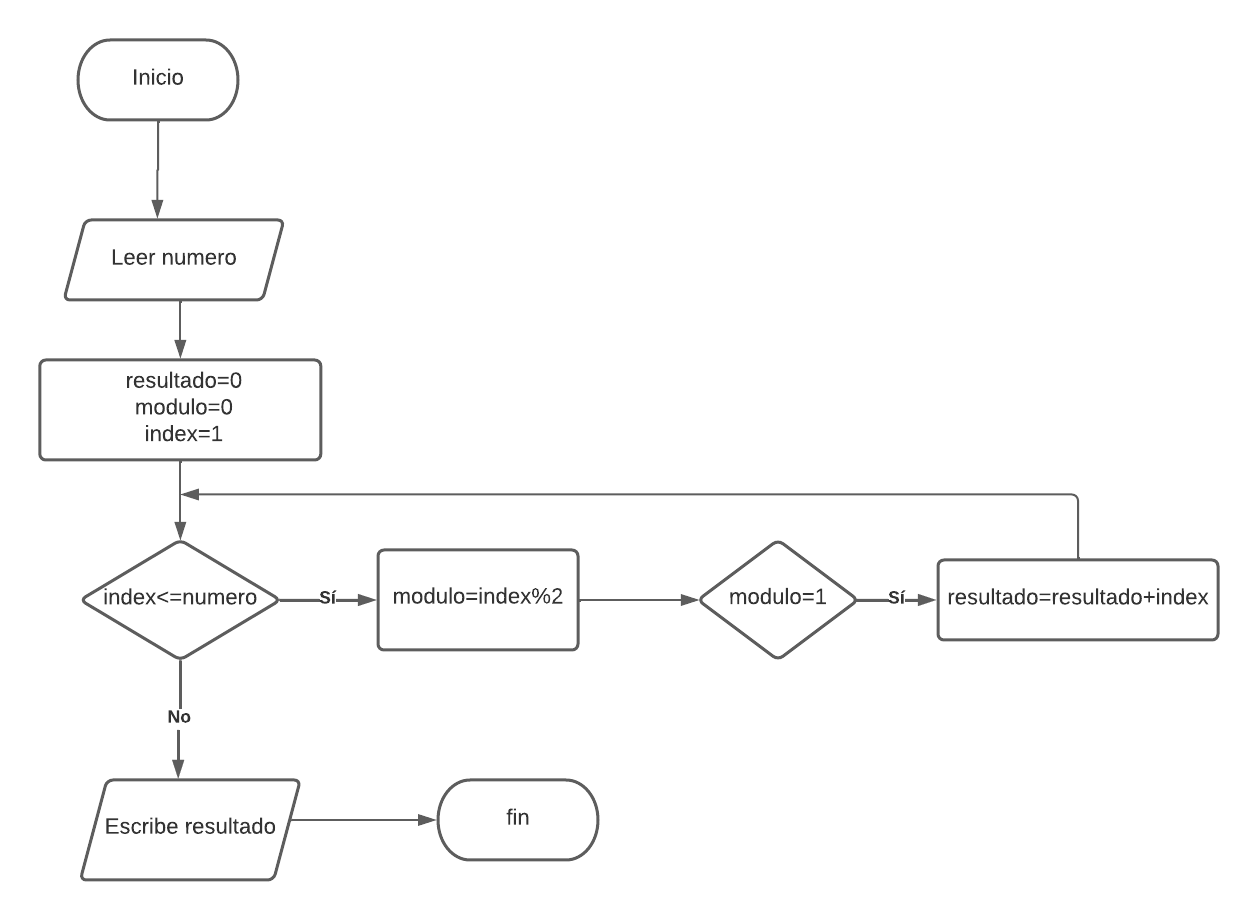 Inicio
Leer numero
resultado=0
modulo=0
index=1
index<=numero
Sí
modulo=index%2
modulo=1
Sí
resultado=resultado+index
No
Escribe resultado
fin